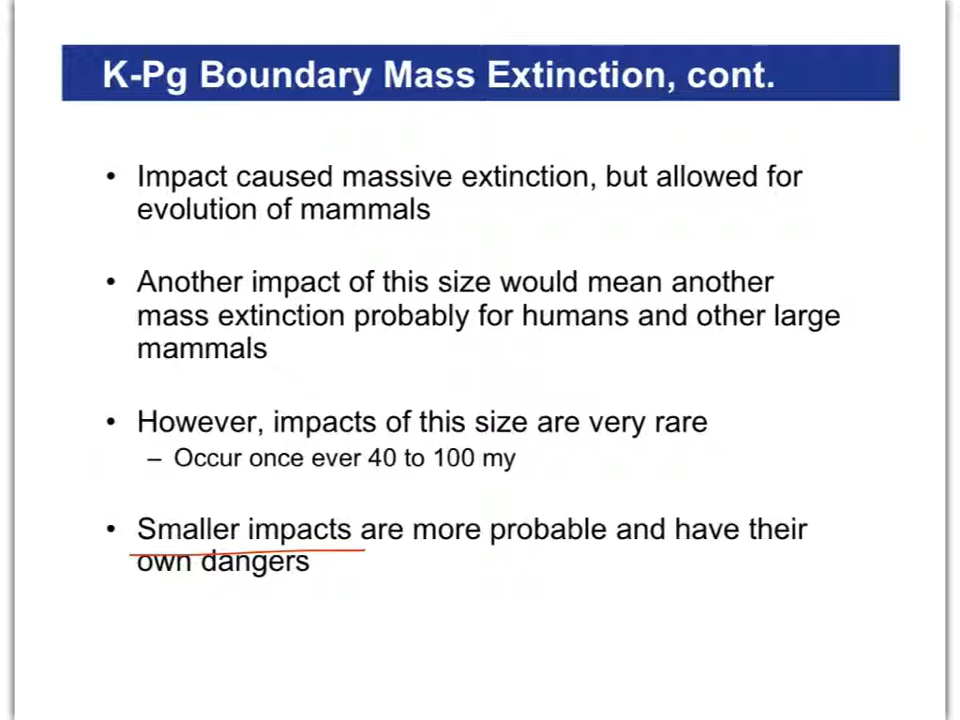 K-Pg Boundary Mass Extinction, cont.
• Impact caused massive extinction, but allowed for
evolution of mammals
• Another impact of this size would mean another
mass extinction probably for humans and other large
mammals
• However, impacts of this size are very rare
– Occur once ever 40 to 100 my
• Smaller impacts are more probable and have their
own dangers